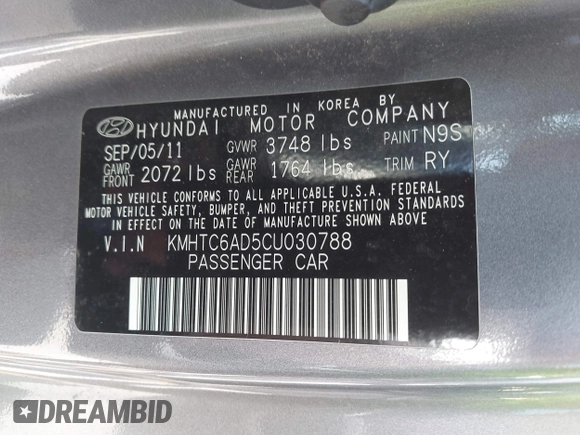 MANUFACTURED IN KOREA BY
HYUNDAI MOTOR COMPANY
SEP/05/11 GVWR 3748 lbs PAINT N9S
GAWR FRONT 2072 lbs GAWR REAR 1764 lbs TRIM RY
THIS VEHICLE CONFORMS TO ALL APPLICABLE U.S.A. FEDERAL
MOTOR VEHICLE SAFETY, BUMPER, AND THEFT PREVENTION STANDARDS
IN EFFECT ON THE DATE OF MANUFACTURE SHOWN ABOVE.
V.I.N KMHTC6AD5CU030788
PASSENGER CAR
DREAMBID